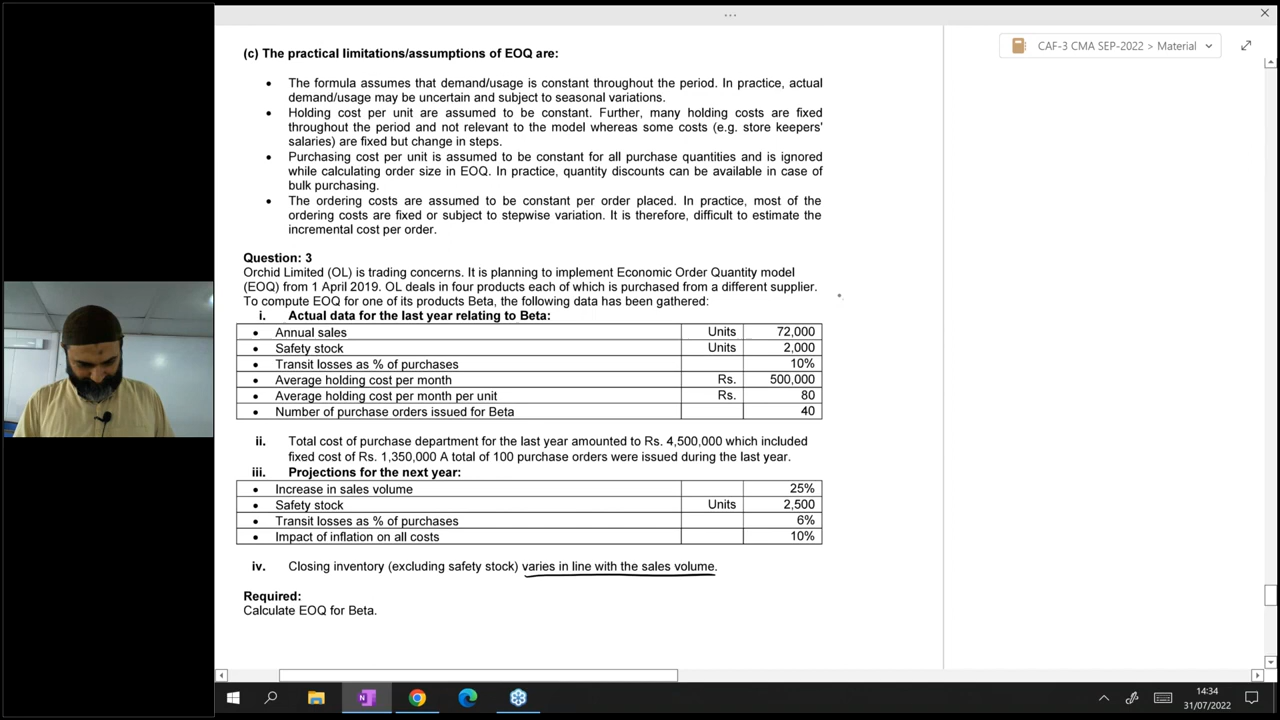 CAF-3 CMA SEP-2022 > Material
(c) The practical limitations/assumptions of EOQ are:
• The formula assumes that demand/usage is constant throughout the period. In practice, actual
demand/usage may be uncertain and subject to seasonal variations.
• Holding cost per unit are assumed to be constant. Further, many holding costs are fixed
throughout the period and not relevant to the model whereas some costs (e.g. store keepers'
salaries) are fixed but change in steps.
• Purchasing cost per unit is assumed to be constant for all purchase quantities and is ignored
while calculating order size in EOQ. In practice, quantity discounts can be available in case of
bulk purchasing.
• The ordering costs are assumed to be constant per order placed. In practice, most of the
ordering costs are fixed or subject to stepwise variation. It is therefore, difficult to estimate the
incremental cost per order.
Question: 3
Orchid Limited (OL) is trading concerns. It is planning to implement Economic Order Quantity model
(EOQ) from 1 April 2019. OL deals in four products each of which is purchased from a different supplier.
To compute EOQ for one of its products Beta, the following data has been gathered:
i. Actual data for the last year relating to Beta:
• Annual sales Units 72,000
• Safety stock Units 2,000
• Transit losses as % of purchases 10%
• Average holding cost per month Rs. 500,000
• Average holding cost per month per unit Rs. 80
• Number of purchase orders issued for Beta 40
ii. Total cost of purchase department for the last year amounted to Rs. 4,500,000 which included
fixed cost of Rs. 1,350,000 A total of 100 purchase orders were issued during the last year.
iii. Projections for the next year:
• Increase in sales volume 25%
• Safety stock Units 2,500
• Transit losses as % of purchases 6%
• Impact of inflation on all costs 10%
iv. Closing inventory (excluding safety stock) varies in line with the sales volume.
Required:
Calculate EOQ for Beta.
14:34
31/07/2022